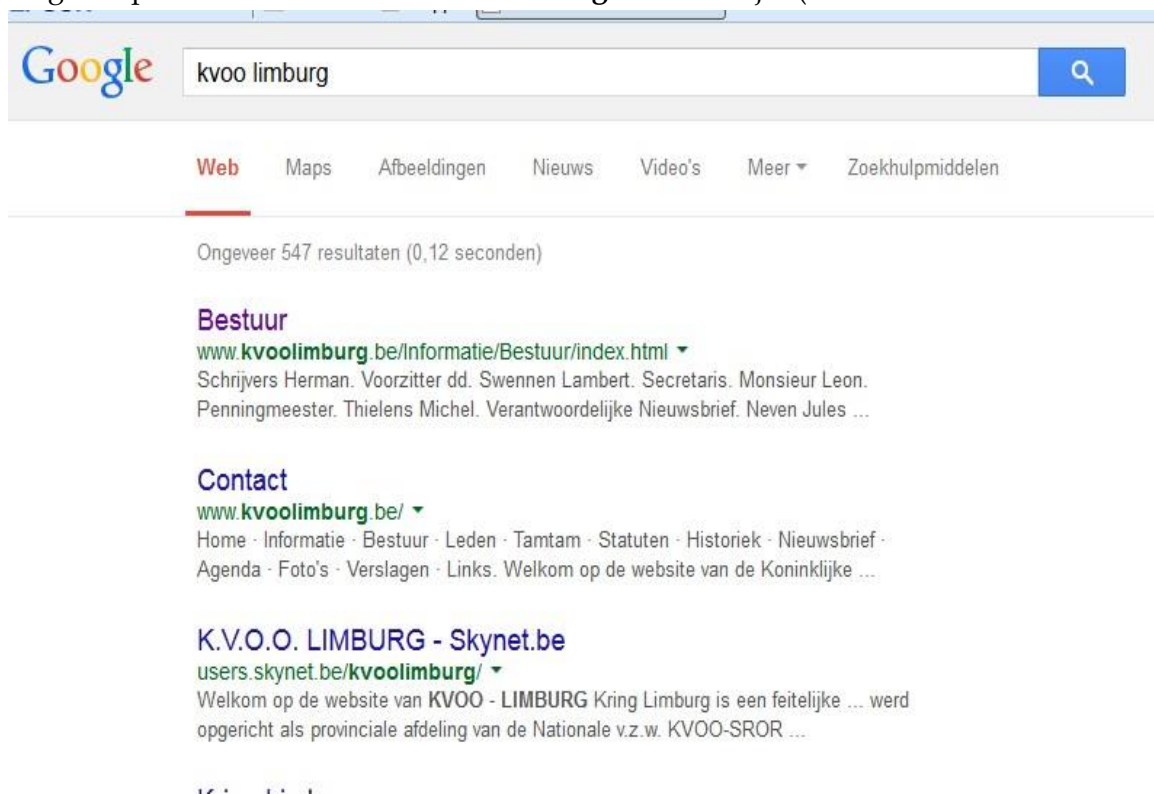 Google kvoo limburg
Web Maps Afbeeldingen Nieuws Video's Meer Zoekhulpmiddelen
Ongeveer 547 resultaten (0,12 seconden)
Bestuur
www.kvoolimburg.be/Informatie/Bestuur/index.html
Schrijvers Herman. Voorzitter dd. Swennen Lambert. Secretaris. Monsieur Leon.
Penningmeester. Thielens Michel. Verantwoordelijke Nieuwsbrief. Neven Jules ...
Contact
www.kvoolimburg.be/
Home · Informatie · Bestuur · Leden · Tamtam · Statuten · Historiek · Nieuwsbrief ·
Agenda · Foto's · Verslagen · Links. Welkom op de website van de Koninklijke ...
K.V.O.O. LIMBURG - Skynet.be
users.skynet.be/kvoolimburg/
Welkom op de website van KVOO - LIMBURG Kring Limburg is een feitelijke ... werd
opgericht als provinciale afdeling van de Nationale v.z.w. KVOO-SROR ...